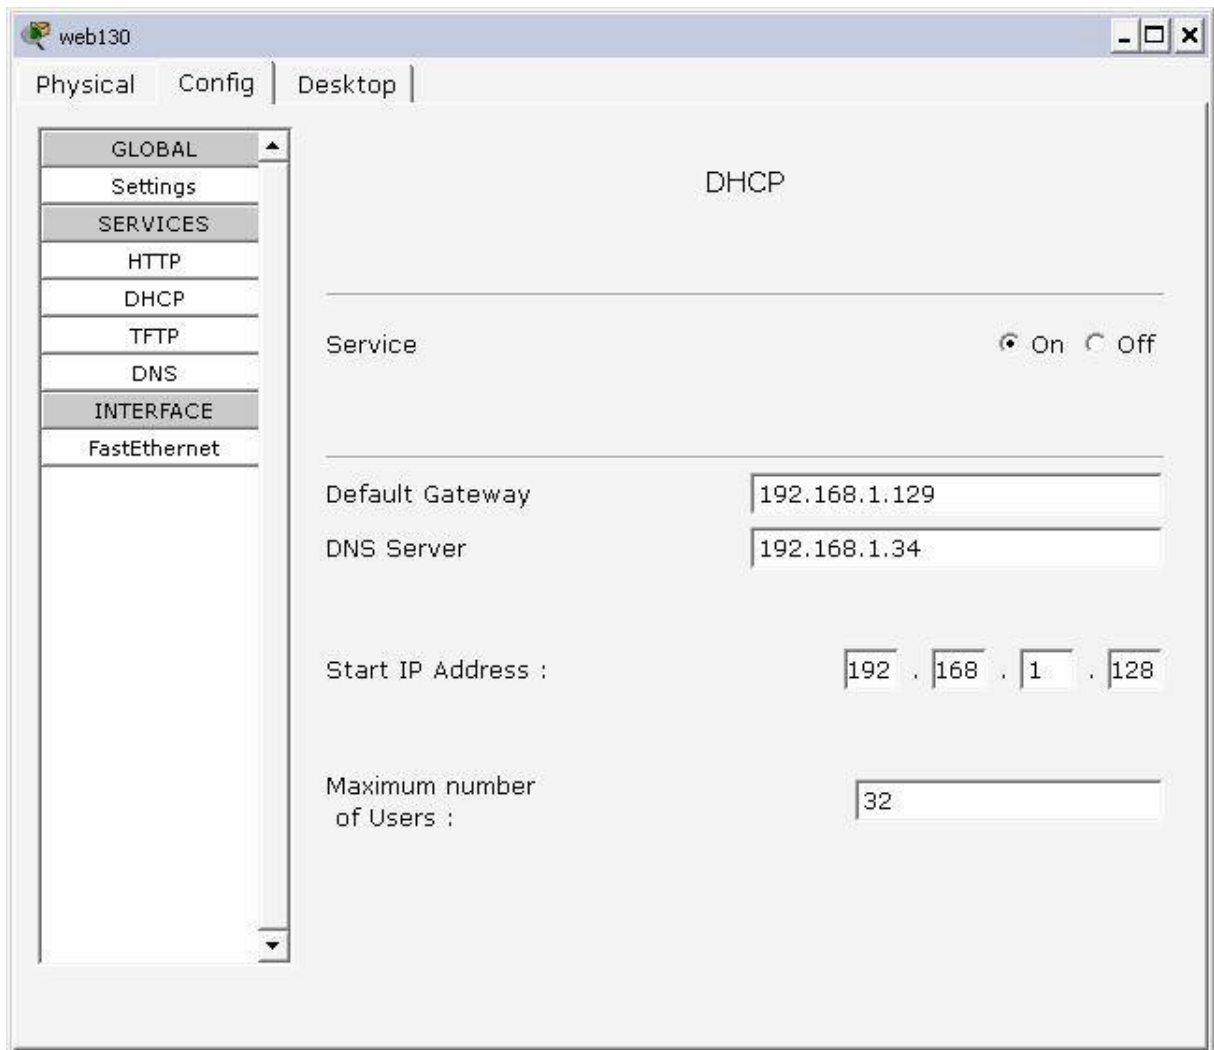 web130
Physical Config Desktop
GLOBAL
Settings
SERVICES
HTTP
DHCP
TFTP
DNS
INTERFACE
FastEthernet
DHCP
Service On Off
Default Gateway 192.168.1.129
DNS Server 192.168.1.34
Start IP Address : 192 . 168 . 1 . 128
Maximum number
of Users : 32